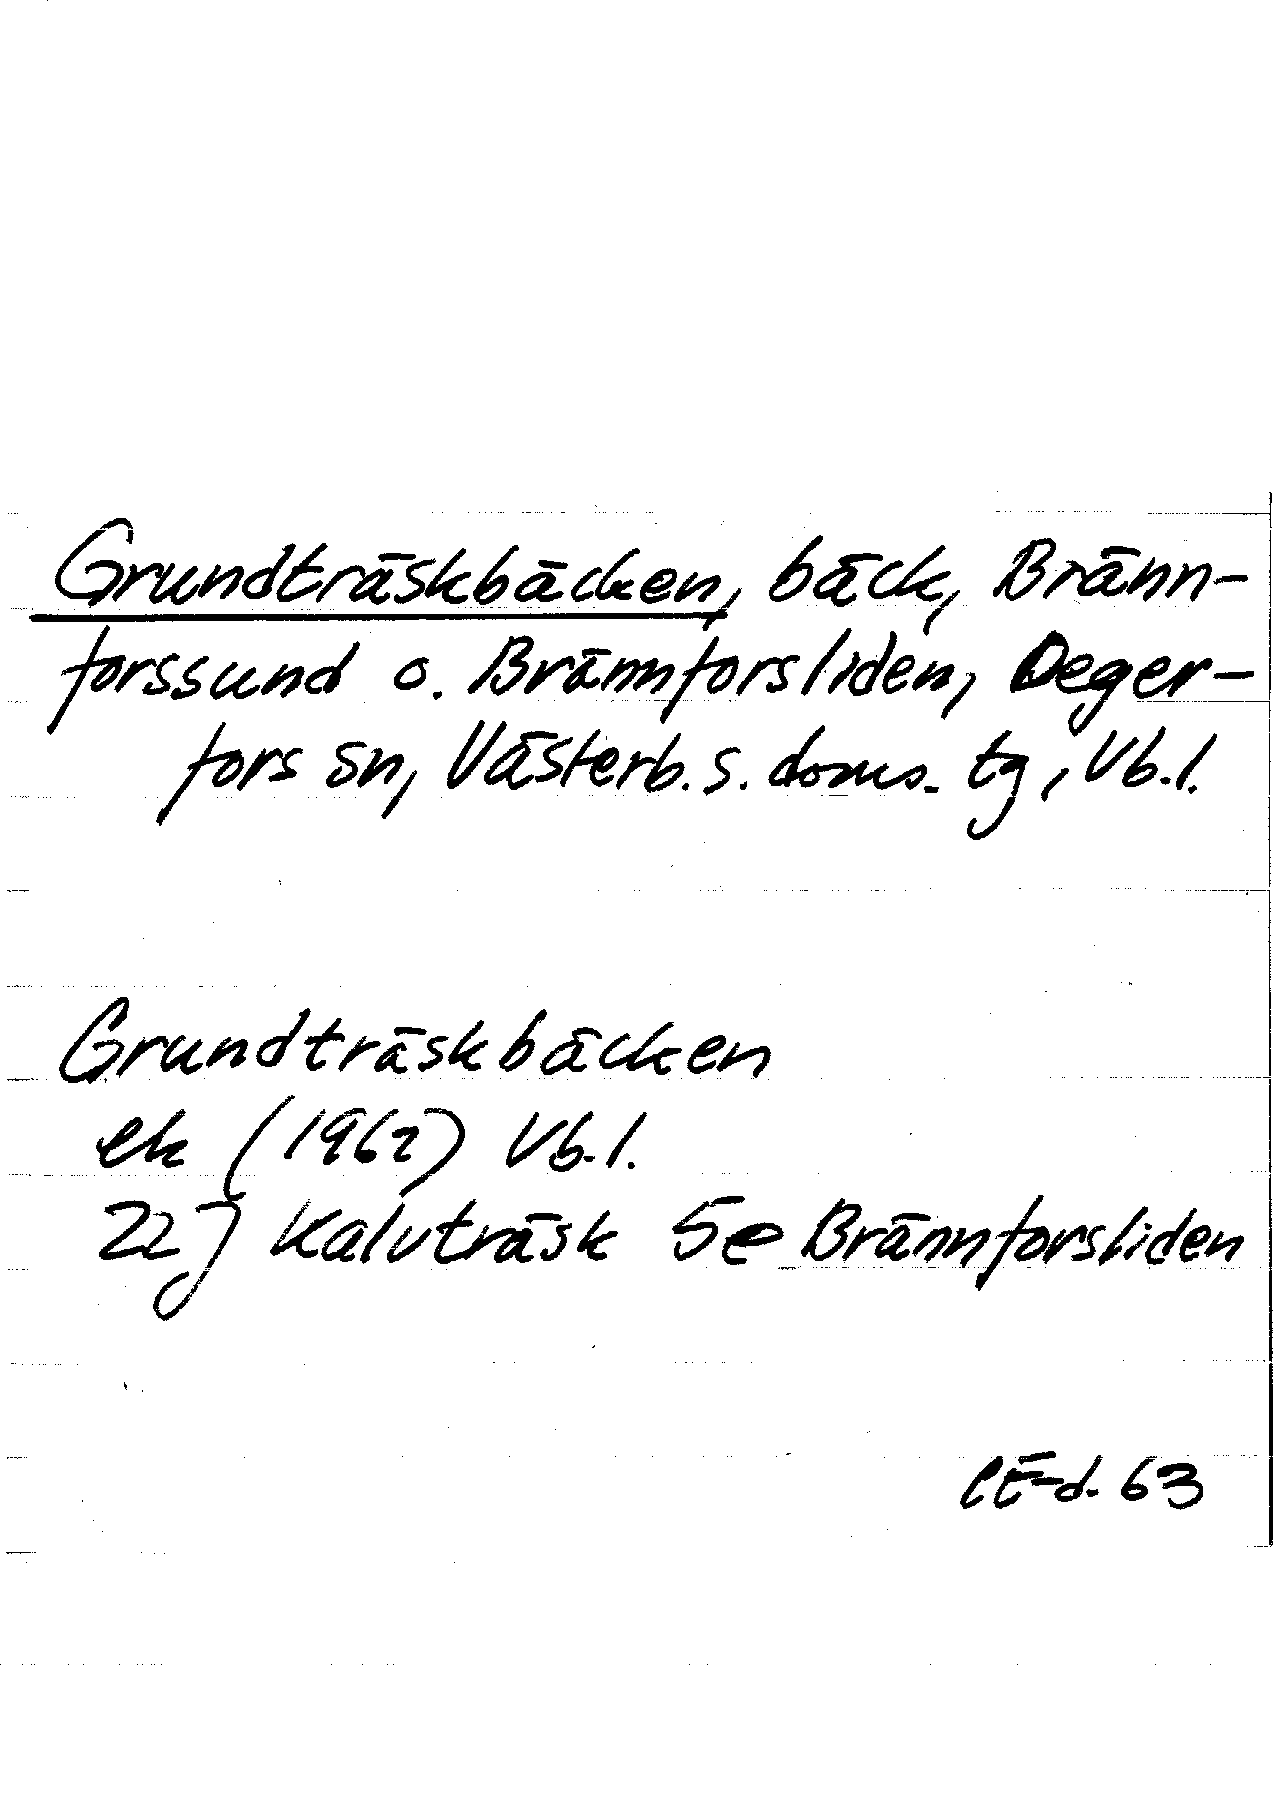 Grundträskbäcken, bäck, Bränn-
forssund o. Brännforsliden, Deger-
fors sn, Västerb. s. doms. tg, Vb. l.
Grundträskbäcken
ek (1962) Vb. l.
22 J Kalvträsk 5e Brännforsliden
CE-d. 63